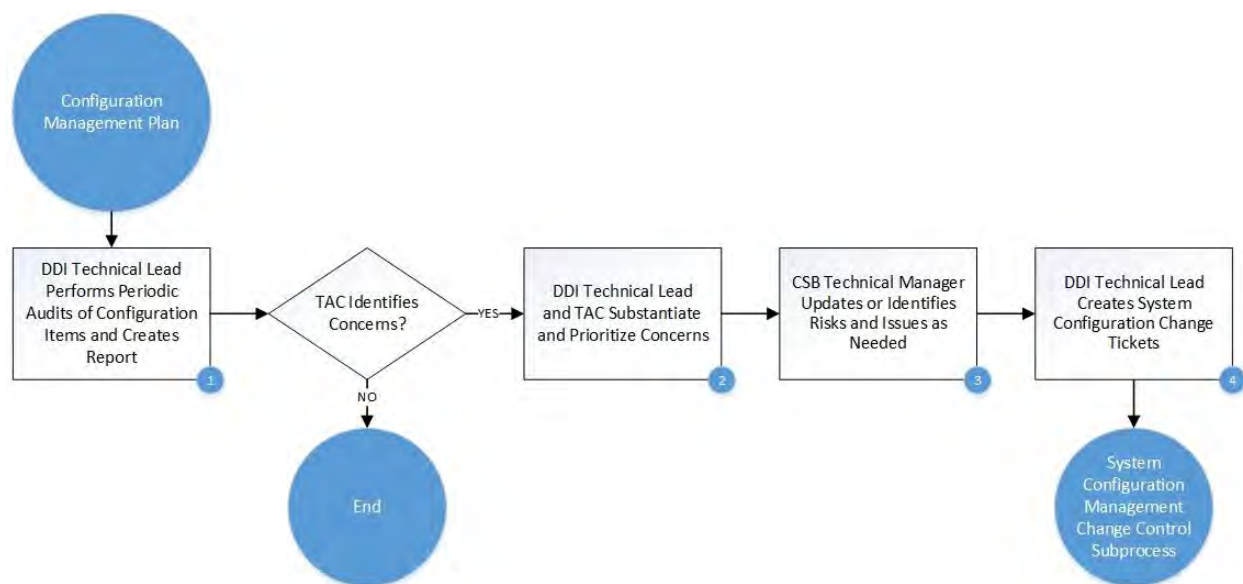 Configuration
Management Plan
DDI Technical Lead
Performs Periodic
Audits of Configuration
Items and Creates
Report
1
TAC Identifies
Concerns?
YES
NO
End
DDI Technical Lead
and TAC Substantiate
and Prioritize Concerns
2
CSB Technical Manager
Updates or Identifies
Risks and Issues as
Needed
3
DDI Technical Lead
Creates System
Configuration Change
Tickets
4
System
Configuration
Management
Change Control
Subprocess